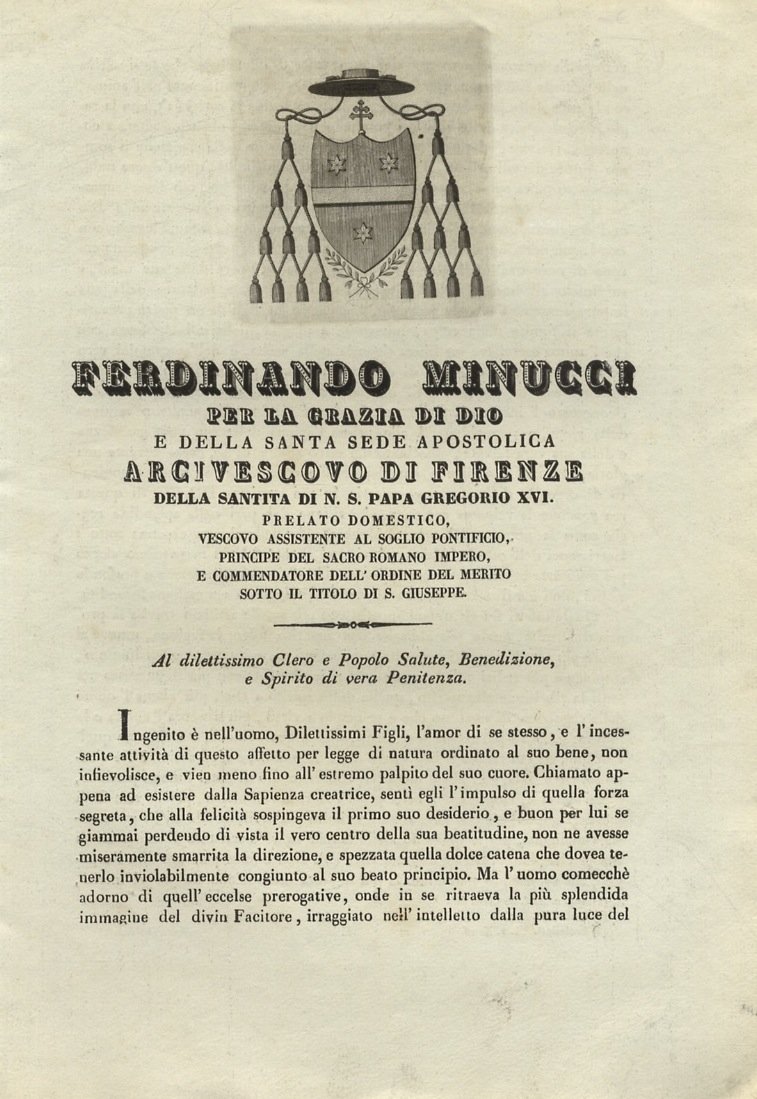 FERDINANDO MINUCCI
PER LA GRAZIA DI DIO
E DELLA SANTA SEDE APOSTOLICA
ARCIVESCOVO DI FIRENZE
DELLA SANTITA DI N. S. PAPA GREGORIO XVI.
PRELATO DOMESTICO,
VESCOVO ASSISTENTE AL SOGLIO PONTIFICIO,
PRINCIPE DEL SACRO ROMANO IMPERO,
E COMMENDATORE DELL' ORDINE DEL MERITO
SOTTO IL TITOLO DI S. GIUSEPPE.
Al dilettissimo Clero e Popolo Salute, Benedizione,
e Spirito di vera Penitenza.
Ingenito è nell'uomo, Dilettissimi Figli, l'amor di se stesso, e l' inces-
sante attività di questo affetto per legge di natura ordinato al suo bene, non
infievolisce, e vien meno fino all' estremo palpito del suo cuore. Chiamato ap-
pena ad esistere dalla Sapienza creatrice, sentì egli l' impulso di quella forza
segreta, che alla felicità sospingeva il primo suo desiderio, e buon per lui se
giammai perdendo di vista il vero centro della sua beatitudine, non ne avesse
miseramente smarrita la direzione, e spezzata quella dolce catena che dovea te-
nerlo inviolabilmente congiunto al suo beato principio. Ma l' uomo comecchè
adorno di quell' eccelse prerogative, onde in se ritraeva la più splendida
immagine del divin Facitore, irraggiato nell' intelletto dalla pura luce del